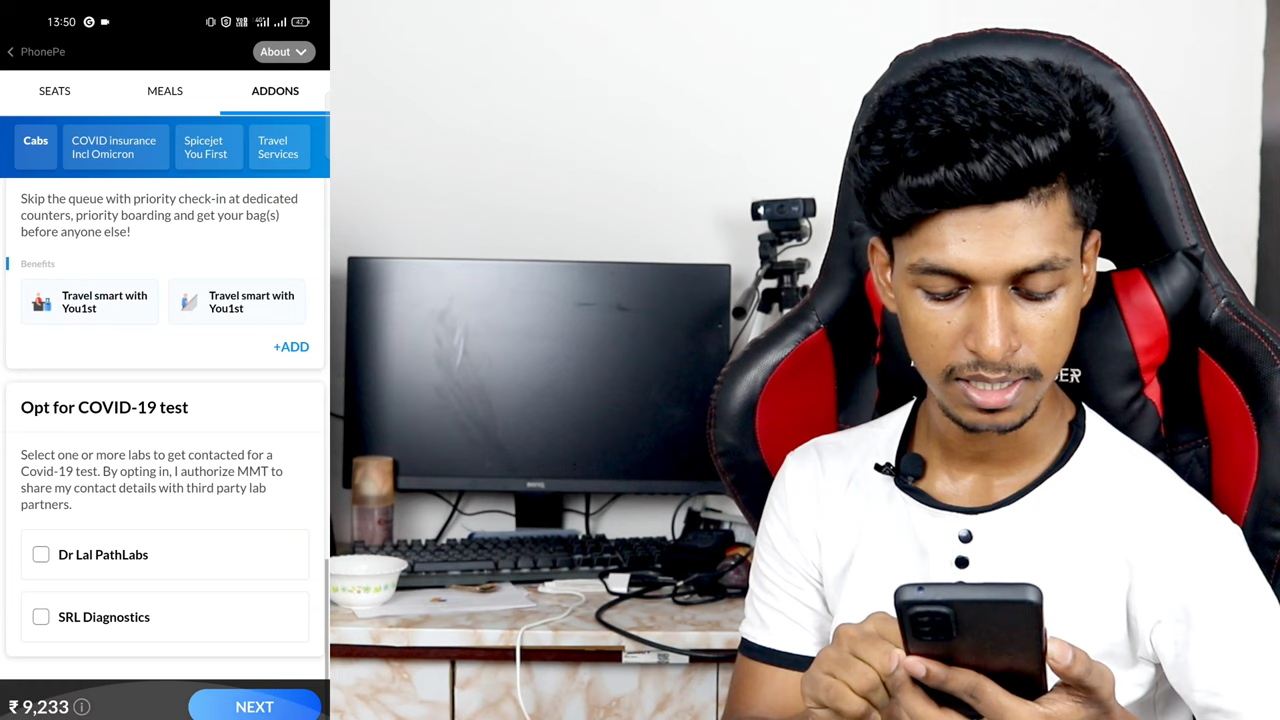 13:50
42
PhonePe
About
SEATS
MEALS
ADDONS
Cabs
COVID insurance
Incl Omicron
Spicejet
You First
Travel
Services
Skip the queue with priority check-in at dedicated
counters, priority boarding and get your bag(s)
before anyone else!
Benefits
Travel smart with
You1st
Travel smart with
You1st
+ADD
Opt for COVID-19 test
Select one or more labs to get contacted for a
Covid-19 test. By opting in, I authorize MMT to
share my contact details with third party lab
partners.
Dr Lal PathLabs
SRL Diagnostics
₹ 9,233
NEXT
BenQ
ER